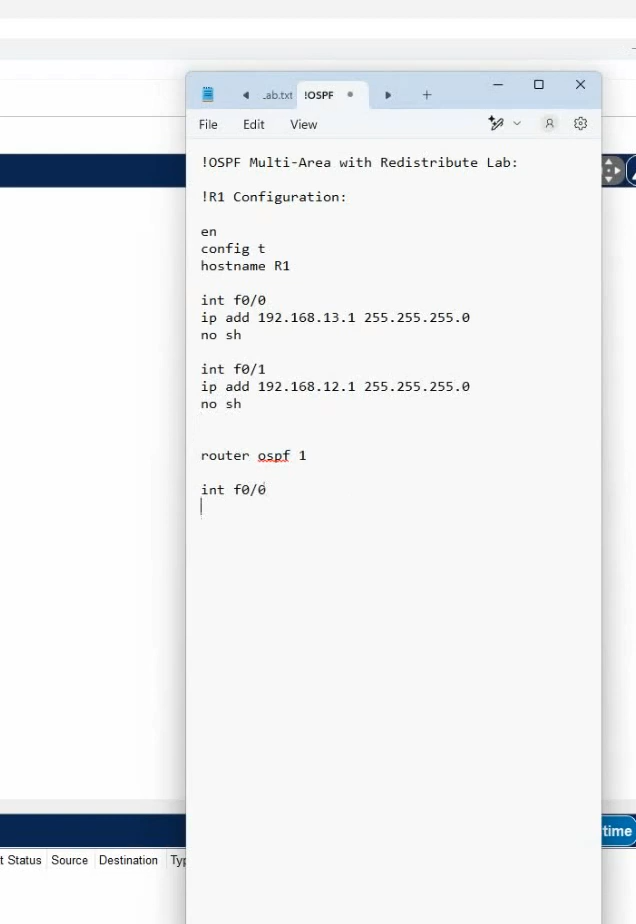 _ab.txt !OSPF
File Edit View
!OSPF Multi-Area with Redistribute Lab:
!R1 Configuration:
en
config t
hostname R1
int f0/0
ip add 192.168.13.1 255.255.255.0
no sh
int f0/1
ip add 192.168.12.1 255.255.255.0
no sh
router ospf 1
int f0/0
time
t Status Source Destination Typ